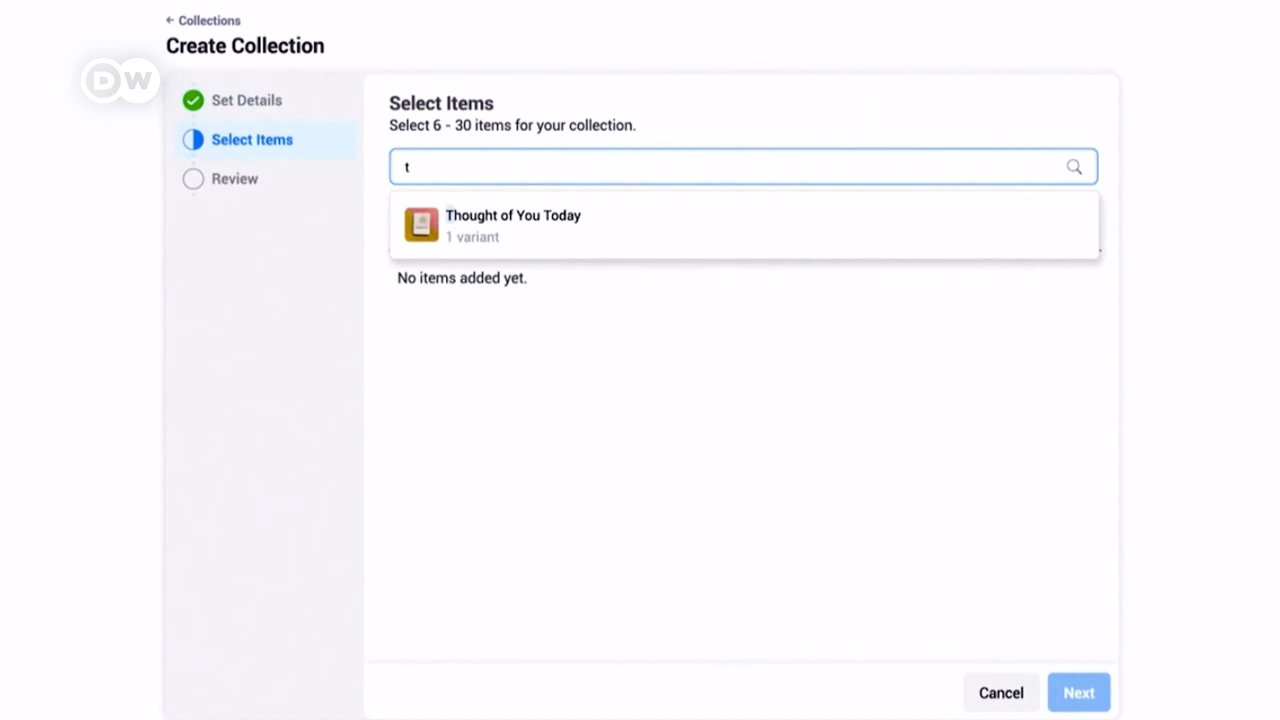 ← Collections
Create Collection
DW
Set Details
Select Items
Review
Select Items
Select 6 - 30 items for your collection.
t
Thought of You Today
1 variant
No items added yet.
Cancel
Next